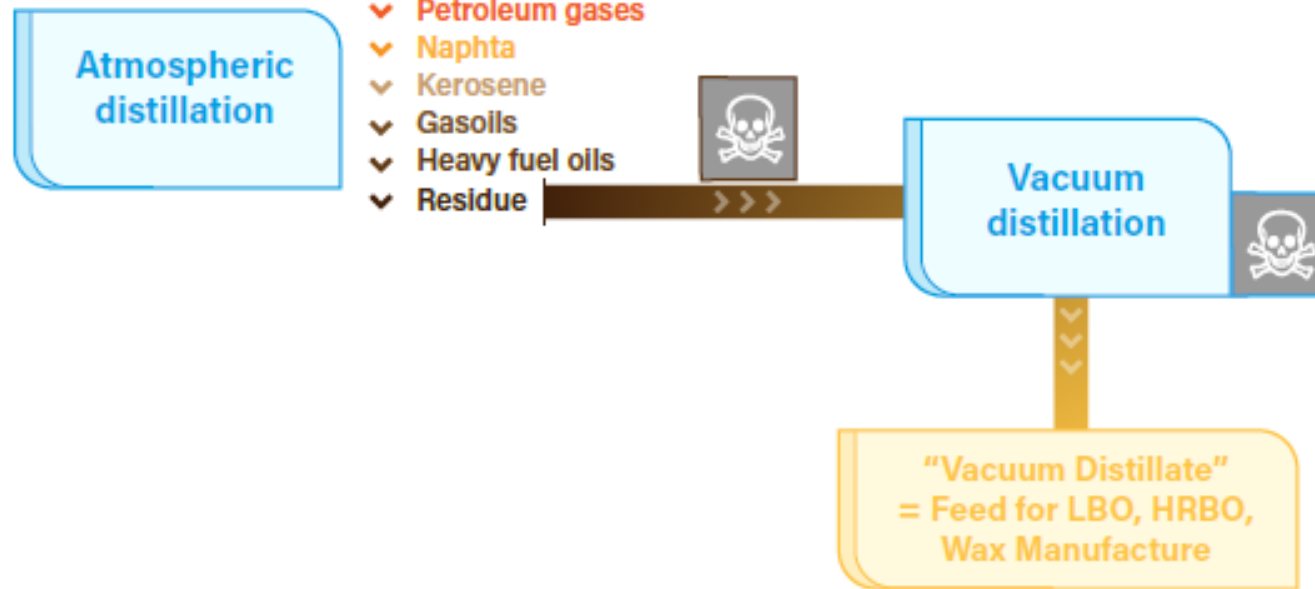 Petroleum gases
Atmospheric
distillation
Naphta
Kerosene
Gasoils
Heavy fuel oils
Residue
Vacuum
distillation
“Vacuum Distillate”
= Feed for LBO, HRBO,
Wax Manufacture